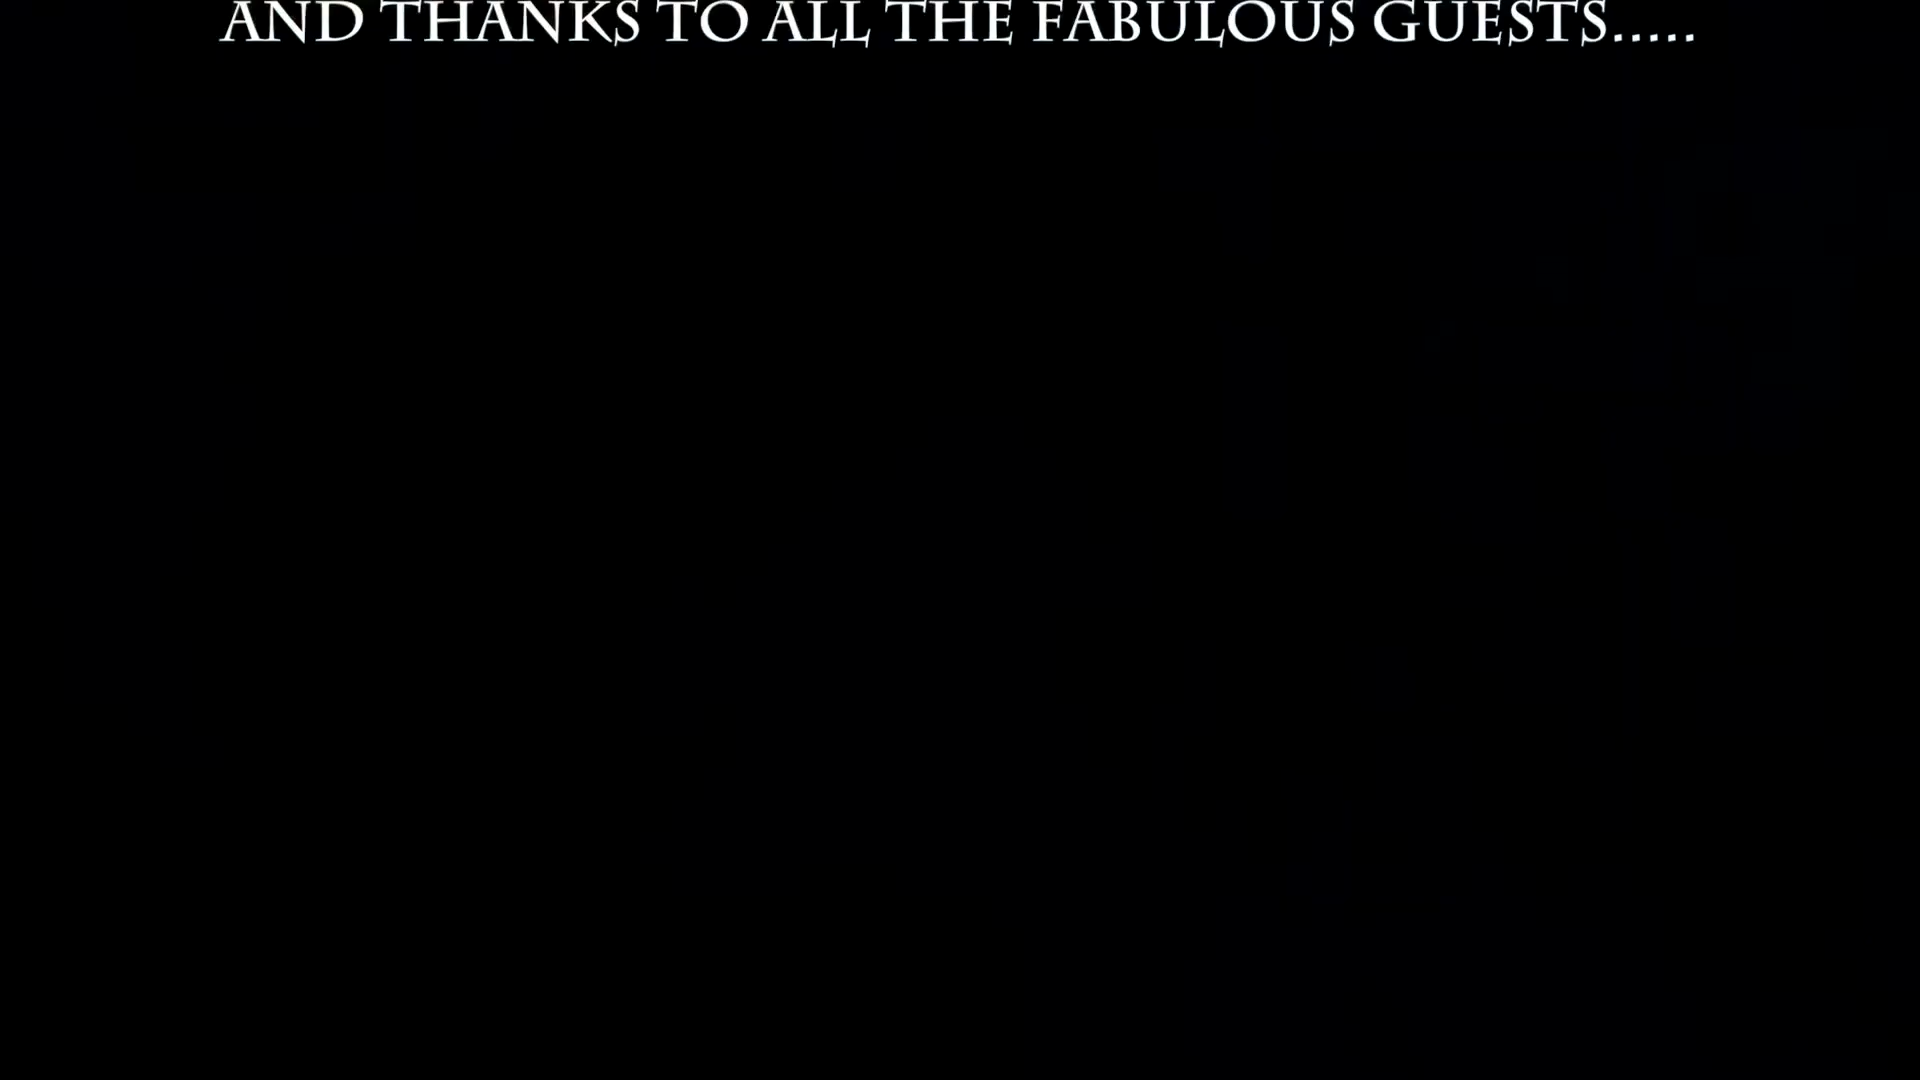 AND THANKS TO ALL THE FABULOUS GUESTS.....